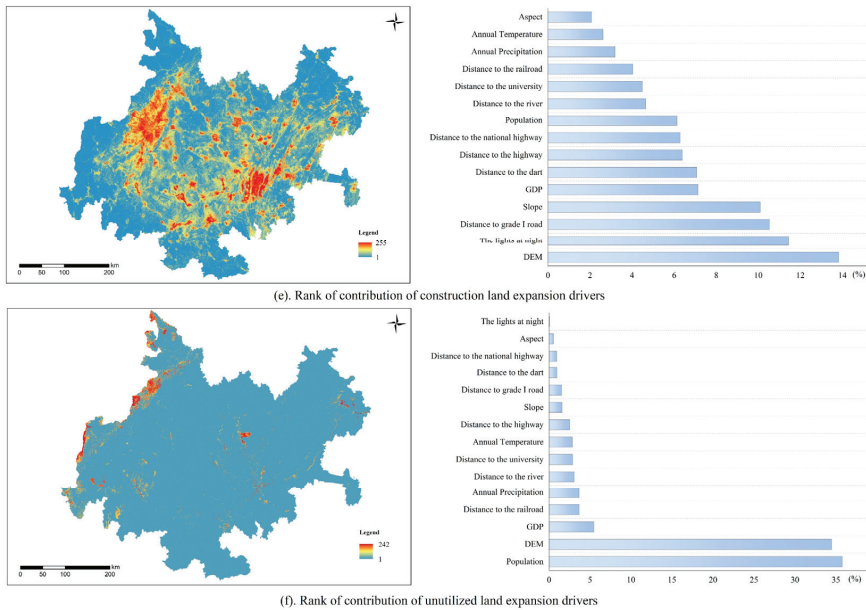 Legend
255
1
0 50 100 200
km
Aspect
Annual Temperature
Annual Precipitation
Distance to the railroad
Distance to the university
Distance to the river
Population
Distance to the national highway
Distance to the highway
Distance to the dart
GDP
Slope
Distance to grade I road
The lights at night
DEM
0 2 4 6 8 10 12 14 (%)
(e). Rank of contribution of construction land expansion drivers
Legend
242
1
0 50 100 200
km
The lights at night
Aspect
Distance to the national highway
Distance to the dart
Distance to grade I road
Slope
Distance to the highway
Annual Temperature
Distance to the university
Distance to the river
Annual Precipitation
Distance to the railroad
GDP
DEM
Population
0 5 10 15 20 25 30 35 (%)
(f). Rank of contribution of unutilized land expansion drivers